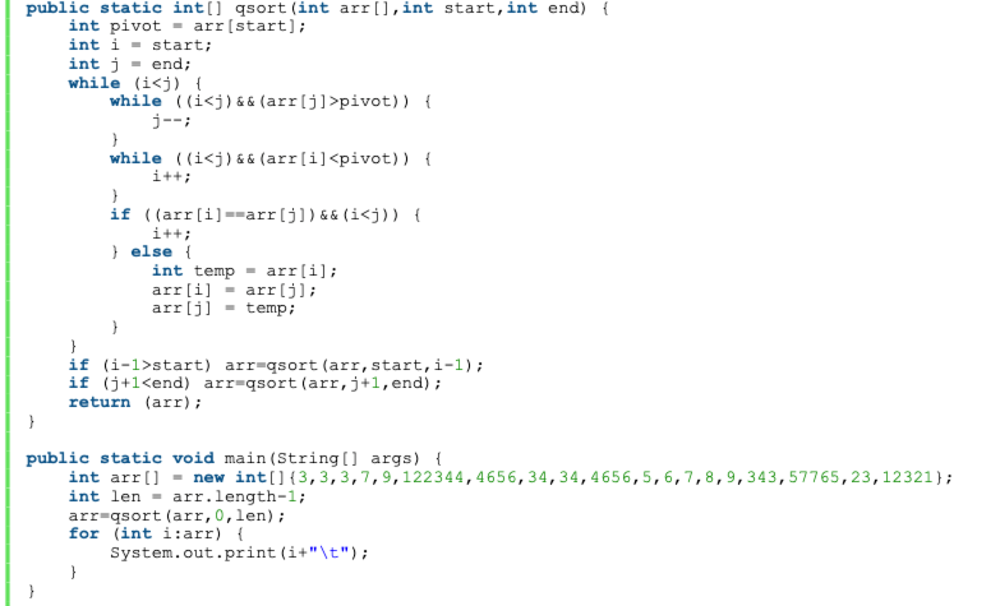 public static int[] qsort(int arr[],int start,int end) {
    int pivot = arr[start];
    int i = start;
    int j = end;
    while (i<j) {
        while ((i<j)&&(arr[j]>pivot)) {
            j--;
        }
        while ((i<j)&&(arr[i]<pivot)) {
            i++;
        }
        if ((arr[i]==arr[j])&&(i<j)) {
            i++;
        } else {
            int temp = arr[i];
            arr[i] = arr[j];
            arr[j] = temp;
        }
    }
    if (i-1>start) arr=qsort(arr,start,i-1);
    if (j+1<end) arr=qsort(arr,j+1,end);
    return (arr);
}

public static void main(String[] args) {
    int arr[] = new int[]{3,3,3,7,9,122344,4656,34,34,4656,5,6,7,8,9,343,57765,23,12321};
    int len = arr.length-1;
    arr=qsort(arr,0,len);
    for (int i:arr) {
        System.out.print(i+"\t");
    }
}